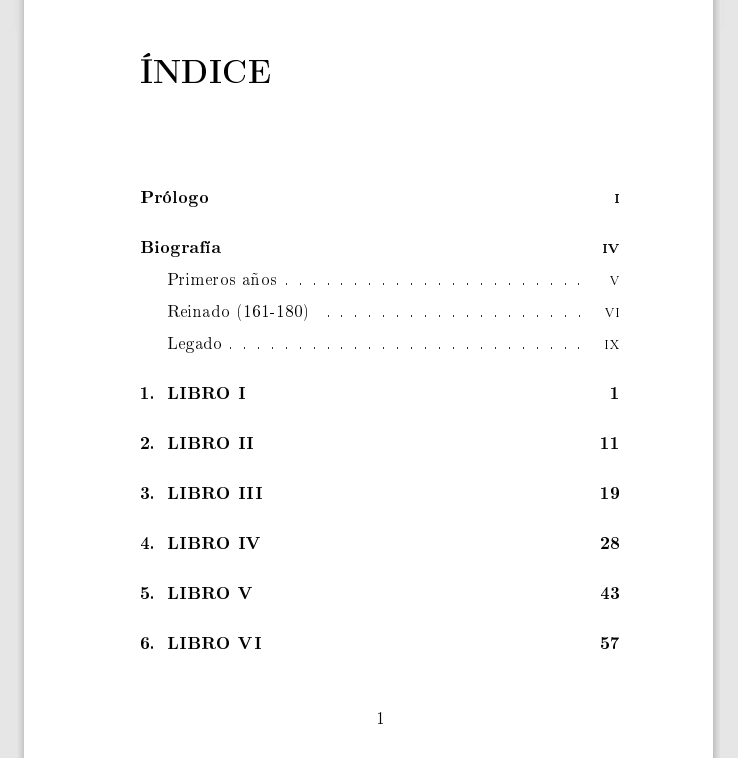 ÍNDICE
Prólogo I
Biografía IV
Primeros años . . . . . . . . . . . . . . . . . . . . . . V
Reinado (161-180) . . . . . . . . . . . . . . . . . . . VI
Legado . . . . . . . . . . . . . . . . . . . . . . . . . . IX
1. LIBRO I 1
2. LIBRO II 11
3. LIBRO III 19
4. LIBRO IV 28
5. LIBRO V 43
6. LIBRO VI 57
1